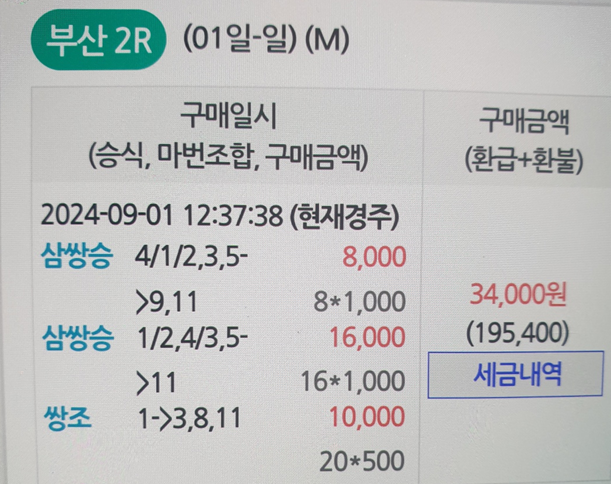 부산 2R (01일-일) (M)
구매일시
(승식, 마번조합, 구매금액)
구매금액
(환급+환불)
2024-09-01 12:37:38 (현재경주)
삼쌍승 4/1/2,3,5- 8,000
>9,11 8*1,000
삼쌍승 1/2,4/3,5- 16,000
>11 16*1,000
쌍조 1->3,8,11 10,000
20*500
34,000원
(195,400)
세금내역